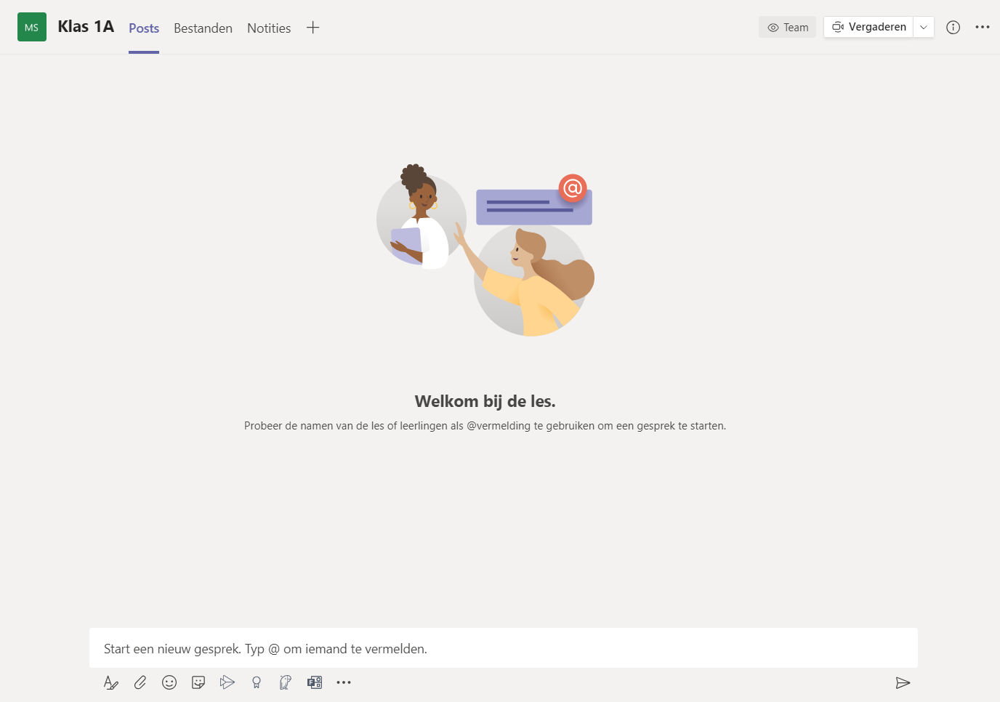 MS
Klas 1A
Posts
Bestanden
Notities
Team
Vergaderen
@
Welkom bij de les.
Probeer de namen van de les of leerlingen als @vermelding te gebruiken om een gesprek te starten.
Start een nieuw gesprek. Typ @ om iemand te vermelden.